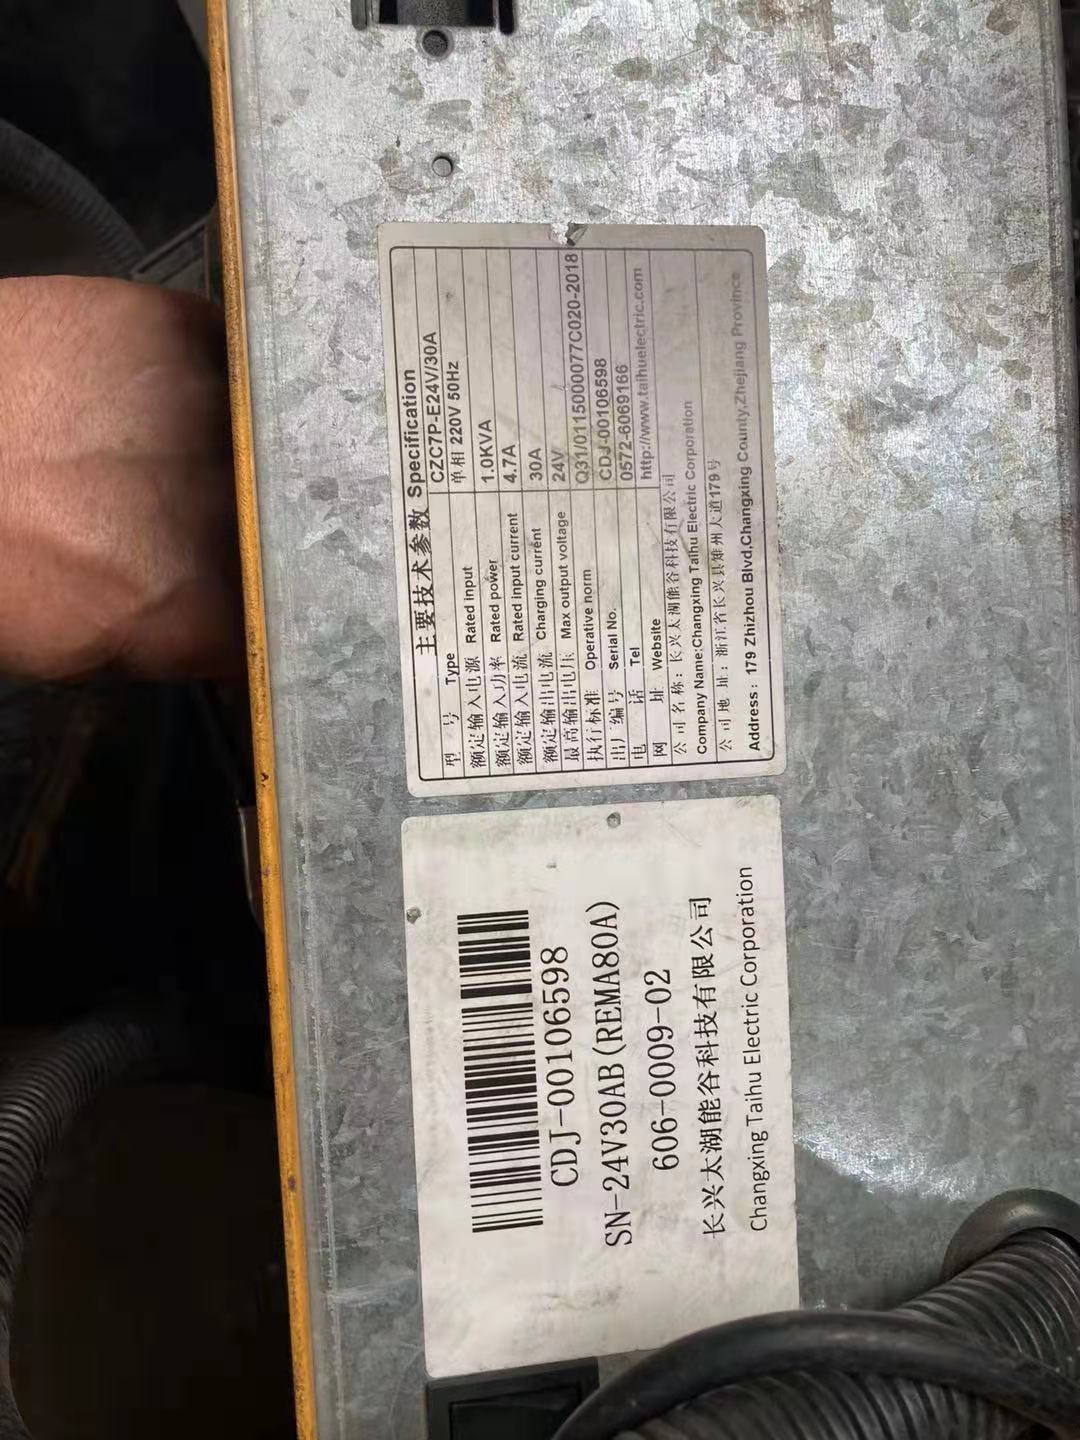 主要技术参数 Specification
型 号 Type CZC7P-E24V/30A
额定输入电源 Rated input 单相 220V 50Hz
额定输入功率 Rated power 1.0KVA
额定输入电流 Rated input current 4.7A
额定输出电流 Charging current 30A
最高输出电压 Max output voltage 24V
执行标准 Operative norm Q31/0115000077C020-2018
出厂编号 Serial No. CDJ-00106598
电 话 Tel 0572-6069166
网 址 Website http://www.taihuelectric.com
公司名称：长兴太湖能谷科技有限公司
Company Name:Changxing Taihu Electric Corporation
公司地 址：浙江省长兴县雉州大道179号
Address：179 Zhizhou Blvd,Changxing County,Zhejiang Province
CDJ-00106598
SN-24V30AB(REMA80A)
606-0009-02
长兴太湖能谷科技有限公司
Changxing Taihu Electric Corporation